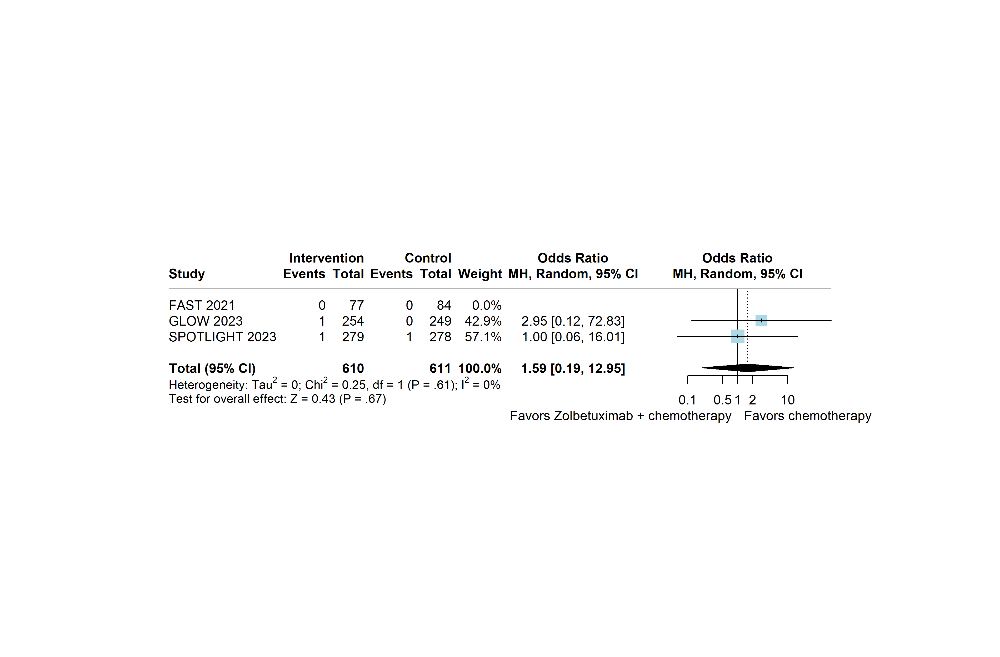 Intervention Control Odds Ratio Odds Ratio
Study Events Total Events Total Weight MH, Random, 95% CI MH, Random, 95% CI
FAST 2021 0 77 0 84 0.0%
GLOW 2023 1 254 0 249 42.9% 2.95 [0.12, 72.83]
SPOTLIGHT 2023 1 279 1 278 57.1% 1.00 [0.06, 16.01]
Total (95% CI) 610 611 100.0% 1.59 [0.19, 12.95]
Heterogeneity: Tau² = 0; Chi² = 0.25, df = 1 (P = .61); I² = 0%
Test for overall effect: Z = 0.43 (P = .67)
0.1 0.5 1 2 10
Favors Zolbetuximab + chemotherapy Favors chemotherapy